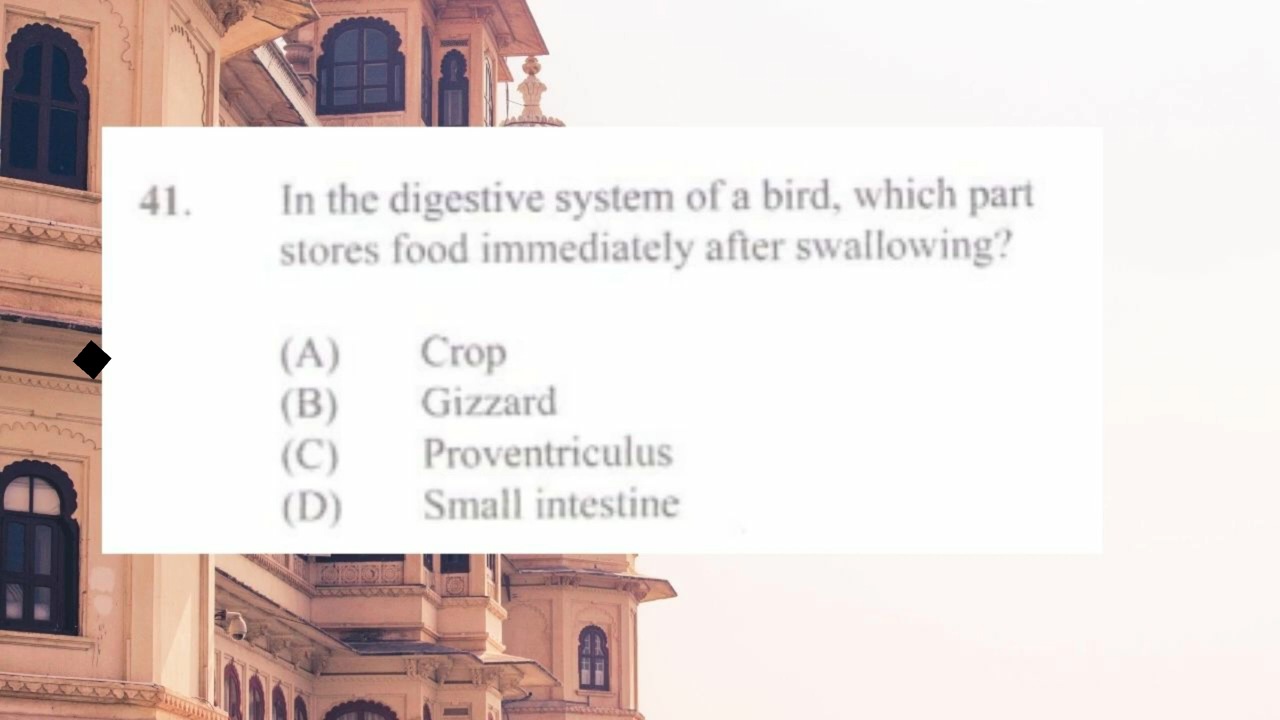 41. In the digestive system of a bird, which part
stores food immediately after swallowing?
(A) Crop
(B) Gizzard
(C) Proventriculus
(D) Small intestine